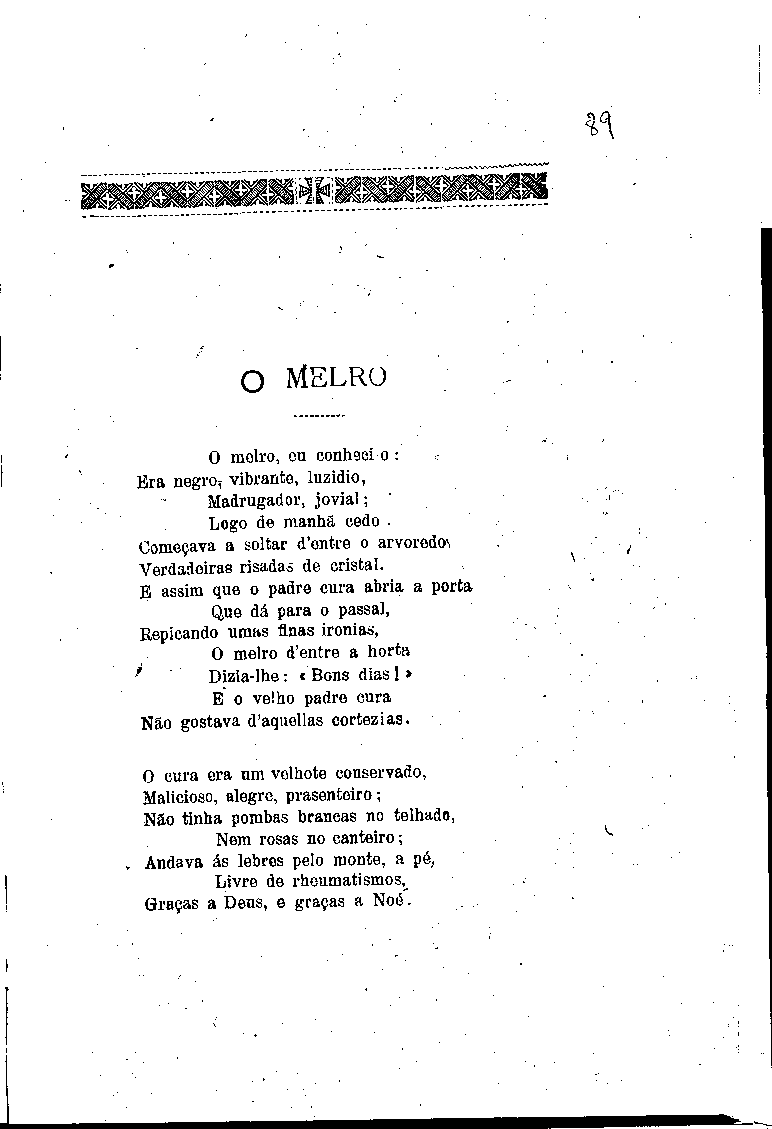 89
O MELRO
O melro, eu conheci-o:
Era negro, vibrante, luzidio,
Madrugador, jovial;
Logo de manhã cedo
Começava a soltar d'entre o arvoredo
Verdadeiras risadas de cristal.
E assim que o padre cura abria a porta
Que dá para o passal,
Repicando umas finas ironias,
O melro d'entre a horta
Dizia-lhe: «Bons dias!»
E o velho padre cura
Não gostava d'aquellas cortezias.
O cura era um velhote conservado,
Malicioso, alegre, prasenteiro;
Não tinha pombas brancas no telhado,
Nem rosas no canteiro;
Andava ás lebres pelo monte, a pé,
Livre de rheumatismos,
Graças a Deus, e graças a Noé.